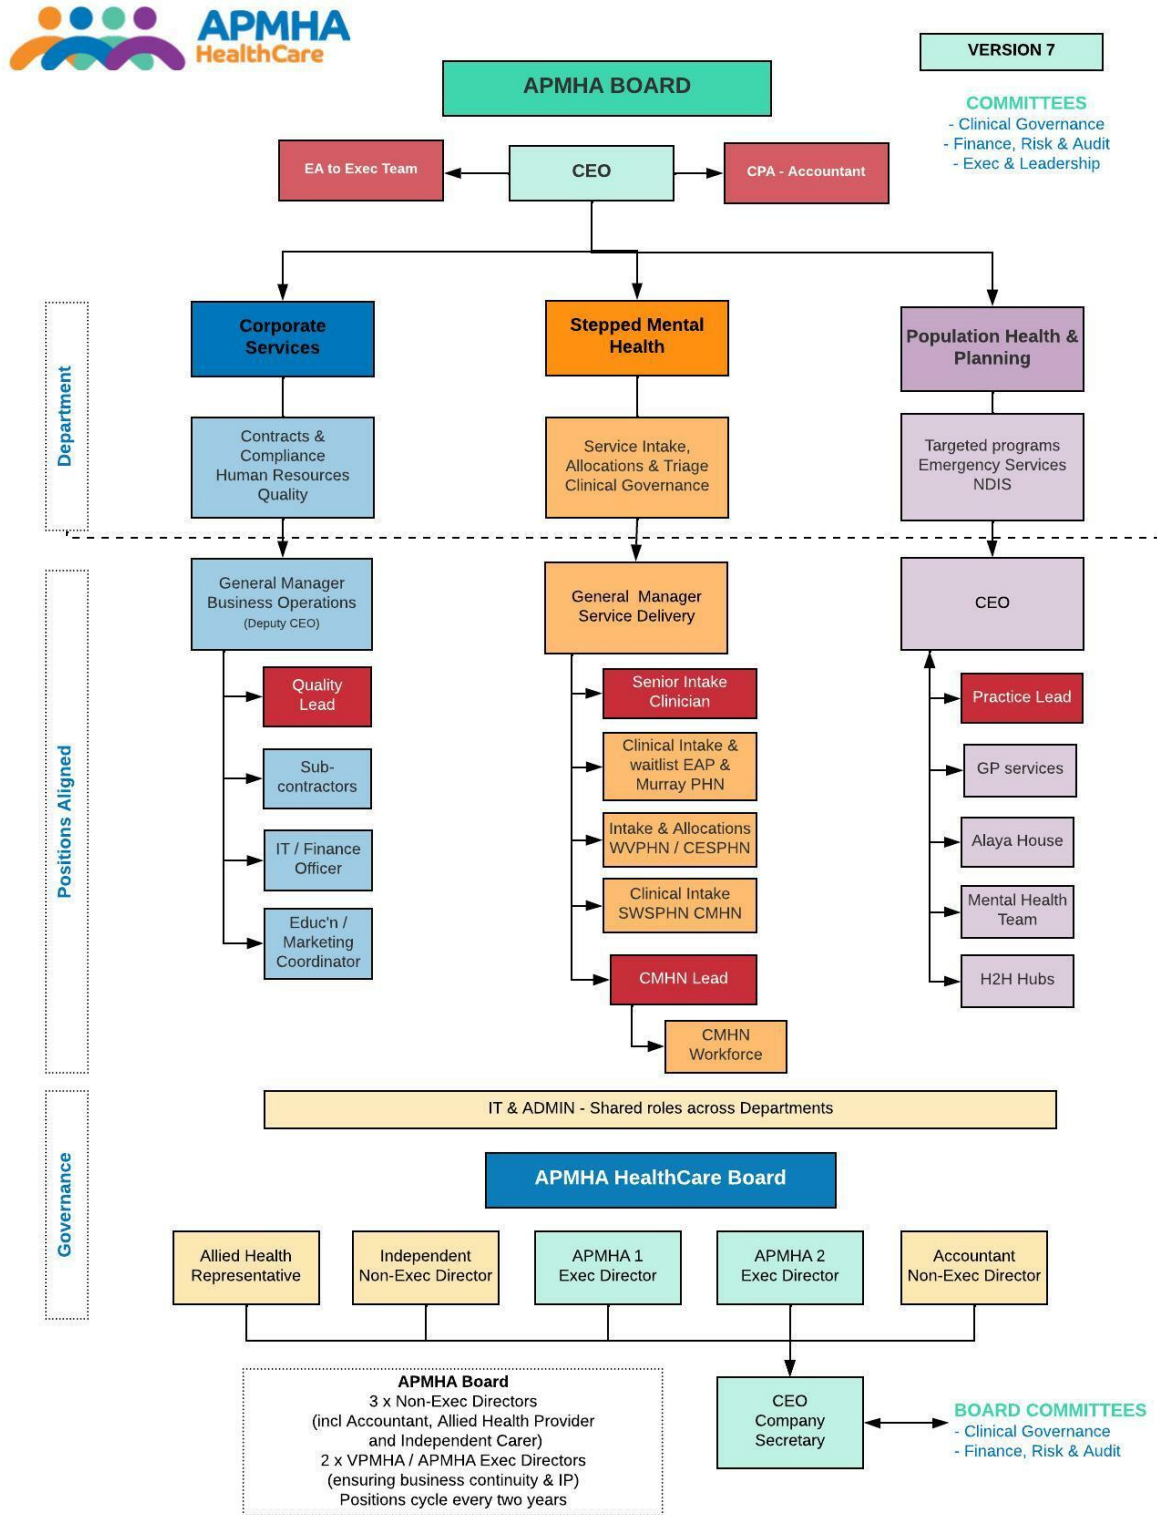 APMHA
HealthCare
VERSION 7
APMHA BOARD
COMMITTEES
- Clinical Governance
- Finance, Risk & Audit
- Exec & Leadership
EA to Exec Team
CEO
CPA - Accountant
Department
Corporate
Services
Stepped Mental
Health
Population Health &
Planning
Contracts &
Compliance
Human Resources
Quality
Service Intake,
Allocations & Triage
Clinical Governance
Targeted programs
Emergency Services
NDIS
Positions Aligned
General Manager
Business Operations
(Deputy CEO)
Quality
Lead
Sub-
contractors
IT / Finance
Officer
Educ'n /
Marketing
Coordinator
General Manager
Service Delivery
Senior Intake
Clinician
Clinical Intake &
waitlist EAP &
Murray PHN
Intake & Allocations
WVPHN / CESPHN
Clinical Intake
SWSPHN CMHN
CMHN Lead
CMHN
Workforce
CEO
Practice Lead
GP services
Alaya House
Mental Health
Team
H2H Hubs
IT & ADMIN - Shared roles across Departments
Governance
APMHA HealthCare Board
Allied Health
Representative
Independent
Non-Exec Director
APMHA 1
Exec Director
APMHA 2
Exec Director
Accountant
Non-Exec Director
APMHA Board
3 x Non-Exec Directors
(incl Accountant, Allied Health Provider
and Independent Carer)
2 x VPMHA / APMHA Exec Directors
(ensuring business continuity & IP)
Positions cycle every two years
CEO
Company
Secretary
BOARD COMMITTEES
- Clinical Governance
- Finance, Risk & Audit